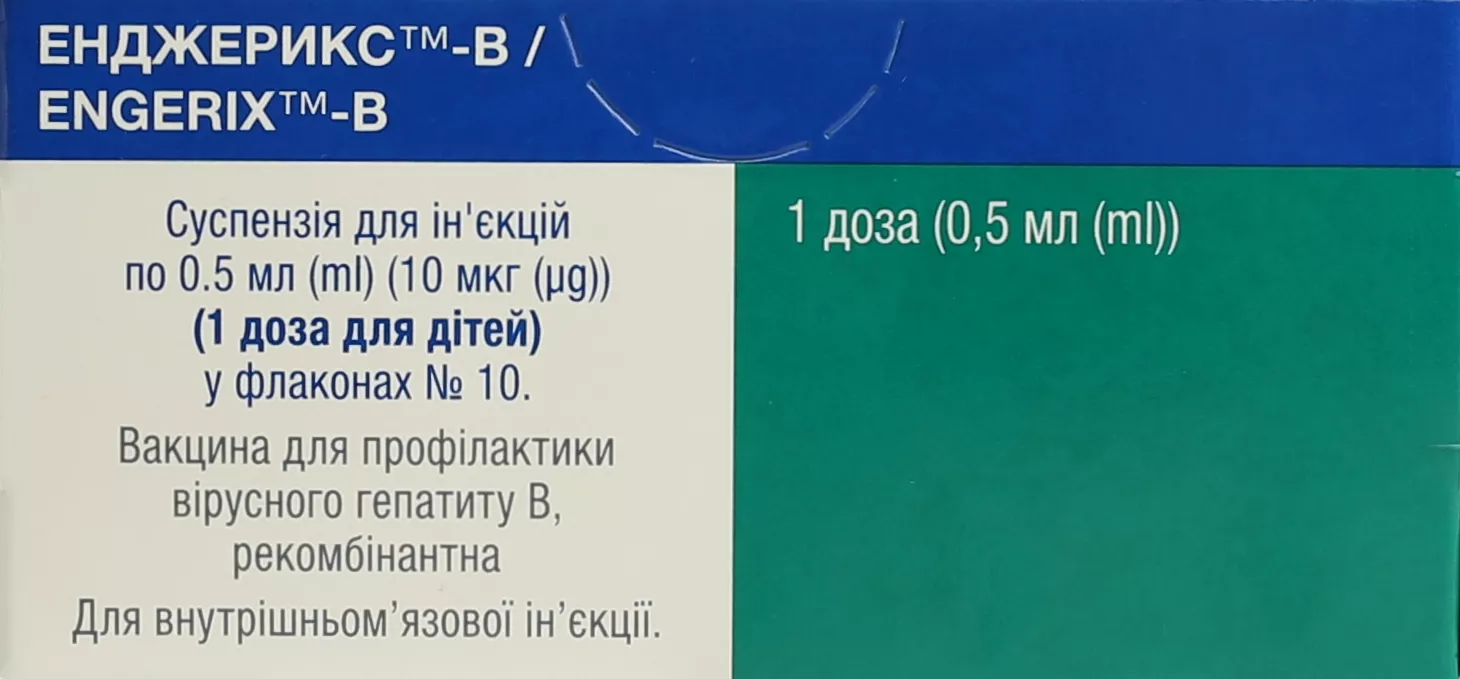 ЕНДЖЕРИКС™-В /
ENGERIX™-B
Суспензія для ін'єкцій
по 0.5 мл (ml) (10 мкг (µg))
(1 доза для дітей)
у флаконах № 10.
Вакцина для профілактики
вірусного гепатиту В,
рекомбінантна
Для внутрішньом’язової ін’єкції.
1 доза (0,5 мл (ml))